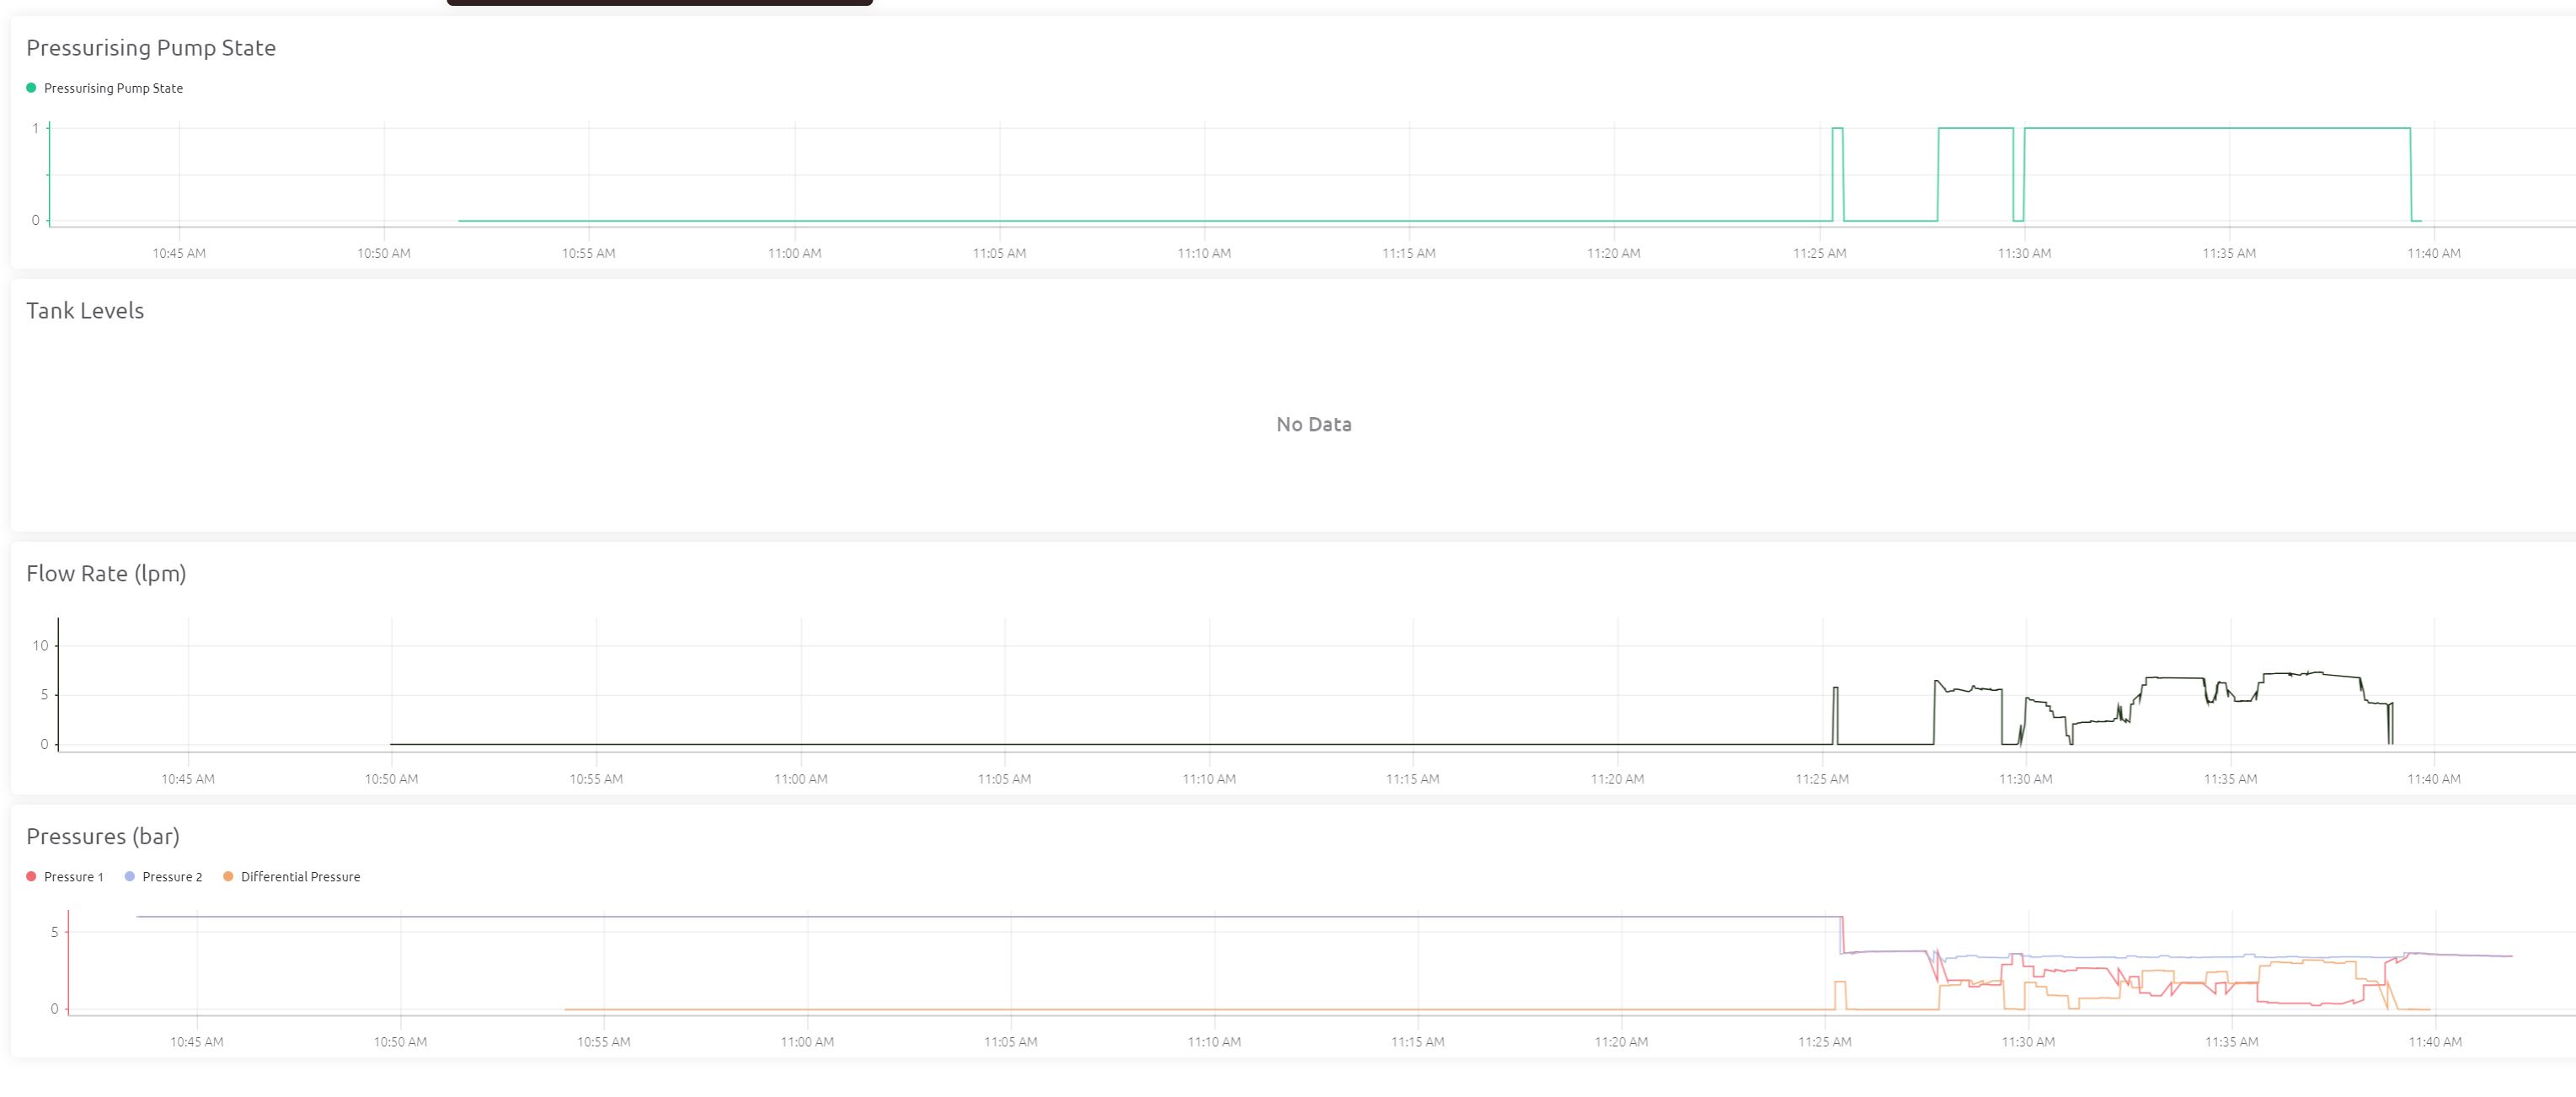 Pressurising Pump State
Pressurising Pump State
1
0
10:45 AM 10:50 AM 10:55 AM 11:00 AM 11:05 AM 11:10 AM 11:15 AM 11:20 AM 11:25 AM 11:30 AM 11:35 AM 11:40 AM
Tank Levels
No Data
Flow Rate (lpm)
10
5
0
10:45 AM 10:50 AM 10:55 AM 11:00 AM 11:05 AM 11:10 AM 11:15 AM 11:20 AM 11:25 AM 11:30 AM 11:35 AM 11:40 AM
Pressures (bar)
Pressure 1 Pressure 2 Differential Pressure
5
0
10:45 AM 10:50 AM 10:55 AM 11:00 AM 11:05 AM 11:10 AM 11:15 AM 11:20 AM 11:25 AM 11:30 AM 11:35 AM 11:40 AM